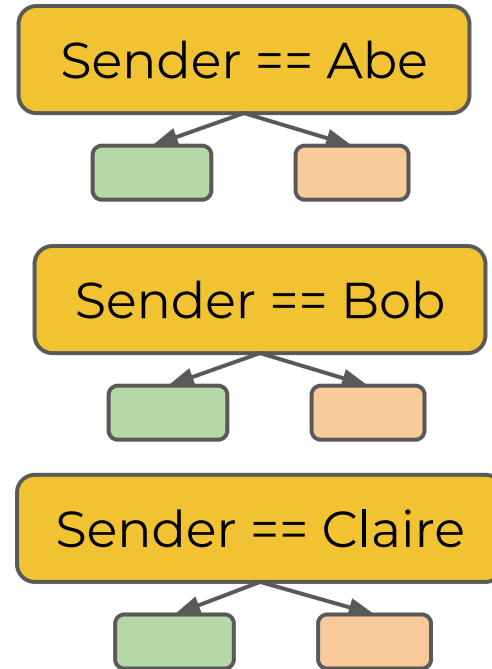 Sender == Abe
Sender == Bob
Sender == Claire